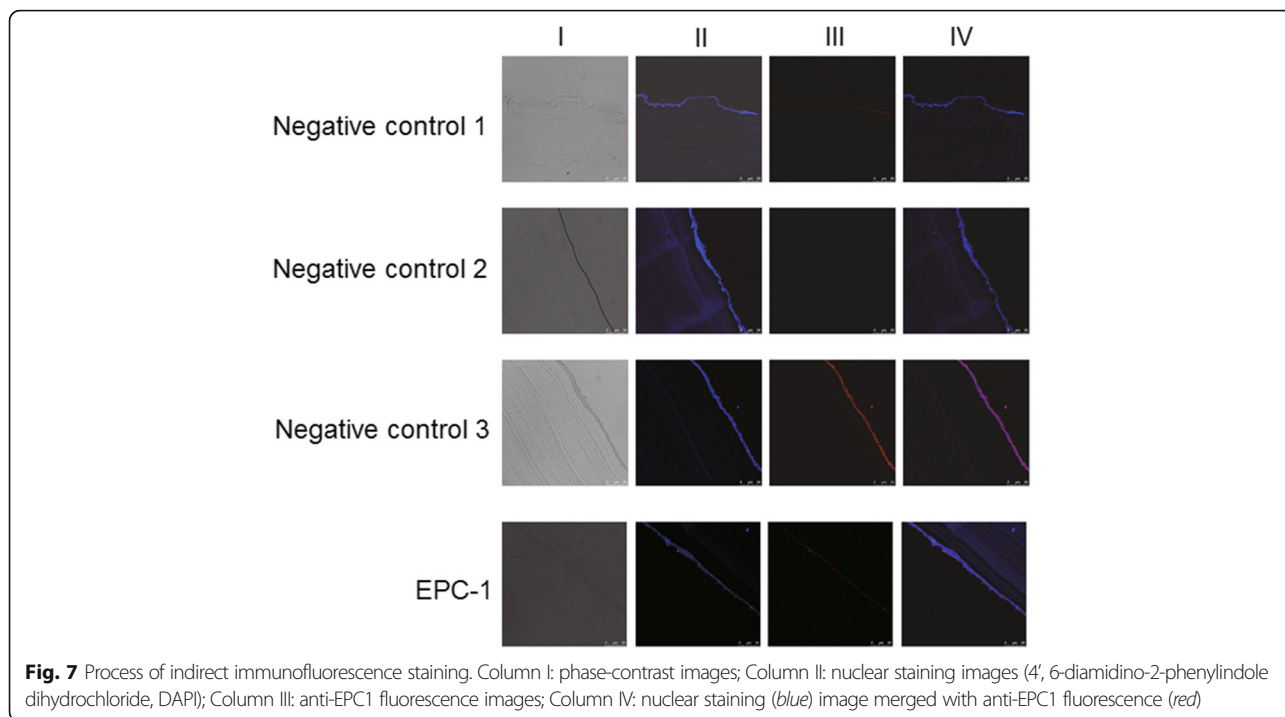 I II III IV
Negative control 1
Negative control 2
Negative control 3
EPC-1
Fig. 7 Process of indirect immunofluorescence staining. Column I: phase-contrast images; Column II: nuclear staining images (4′, 6-diamidino-2-phenylindole
dihydrochloride, DAPI); Column III: anti-EPC1 fluorescence images; Column IV: nuclear staining (blue) image merged with anti-EPC1 fluorescence (red)